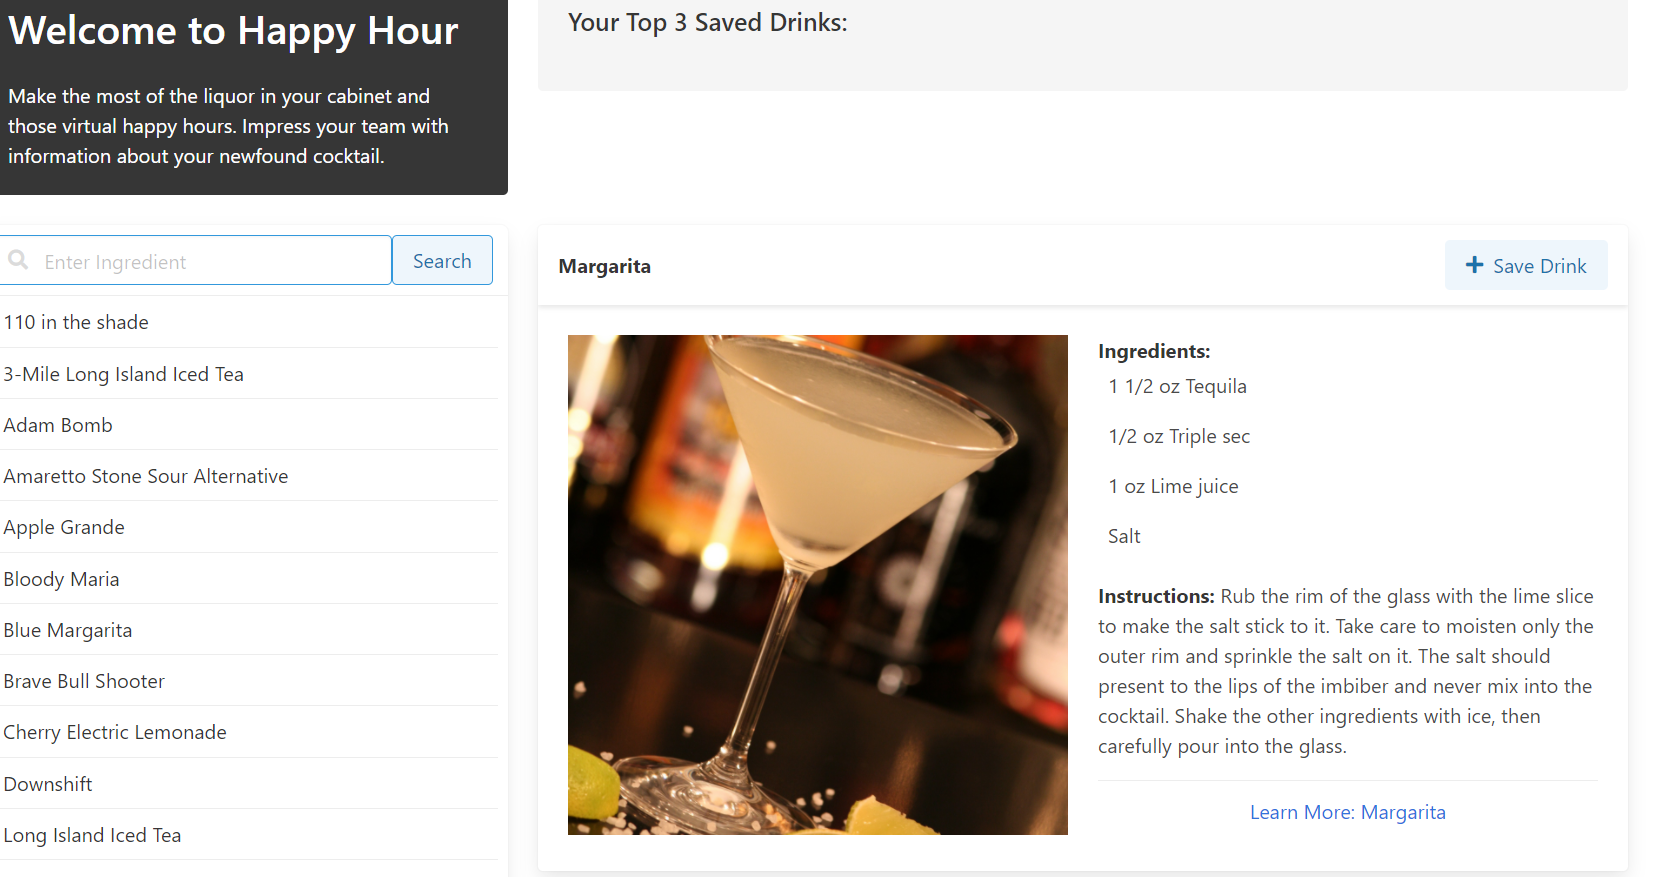 Welcome to Happy Hour
Make the most of the liquor in your cabinet and
those virtual happy hours. Impress your team with
information about your newfound cocktail.
Your Top 3 Saved Drinks:
Enter Ingredient
Search
110 in the shade
3-Mile Long Island Iced Tea
Adam Bomb
Amaretto Stone Sour Alternative
Apple Grande
Bloody Maria
Blue Margarita
Brave Bull Shooter
Cherry Electric Lemonade
Downshift
Long Island Iced Tea
Margarita
Save Drink
Ingredients:
1 1/2 oz Tequila
1/2 oz Triple sec
1 oz Lime juice
Salt
Instructions: Rub the rim of the glass with the lime slice
to make the salt stick to it. Take care to moisten only the
outer rim and sprinkle the salt on it. The salt should
present to the lips of the imbiber and never mix into the
cocktail. Shake the other ingredients with ice, then
carefully pour into the glass.
Learn More: Margarita